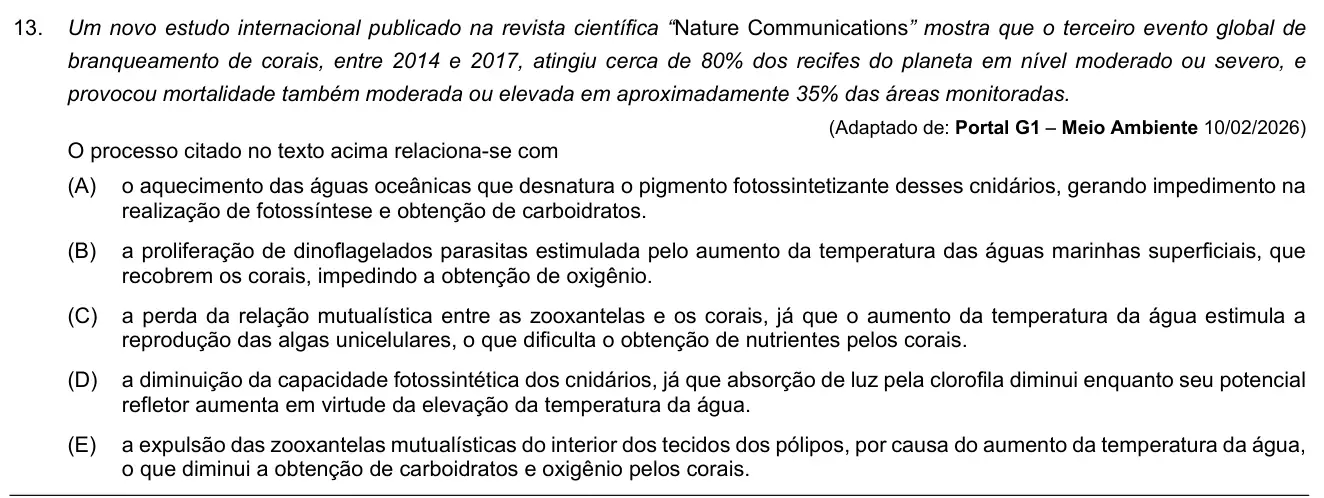 13. Um novo estudo internacional publicado na revista científica “Nature Communications” mostra que o terceiro evento global de
branqueamento de corais, entre 2014 e 2017, atingiu cerca de 80% dos recifes do planeta em nível moderado ou severo, e
provocou mortalidade também moderada ou elevada em aproximadamente 35% das áreas monitoradas.
(Adaptado de: Portal G1 – Meio Ambiente 10/02/2026)
O processo citado no texto acima relaciona-se com
(A) o aquecimento das águas oceânicas que desnatura o pigmento fotossintetizante desses cnidários, gerando impedimento na
realização de fotossíntese e obtenção de carboidratos.
(B) a proliferação de dinoflagelados parasitas estimulada pelo aumento da temperatura das águas marinhas superficiais, que
recobrem os corais, impedindo a obtenção de oxigênio.
(C) a perda da relação mutualística entre as zooxantelas e os corais, já que o aumento da temperatura da água estimula a
reprodução das algas unicelulares, o que dificulta o obtenção de nutrientes pelos corais.
(D) a diminuição da capacidade fotossintética dos cnidários, já que absorção de luz pela clorofila diminui enquanto seu potencial
refletor aumenta em virtude da elevação da temperatura da água.
(E) a expulsão das zooxantelas mutualísticas do interior dos tecidos dos pólipos, por causa do aumento da temperatura da água,
o que diminui a obtenção de carboidratos e oxigênio pelos corais.